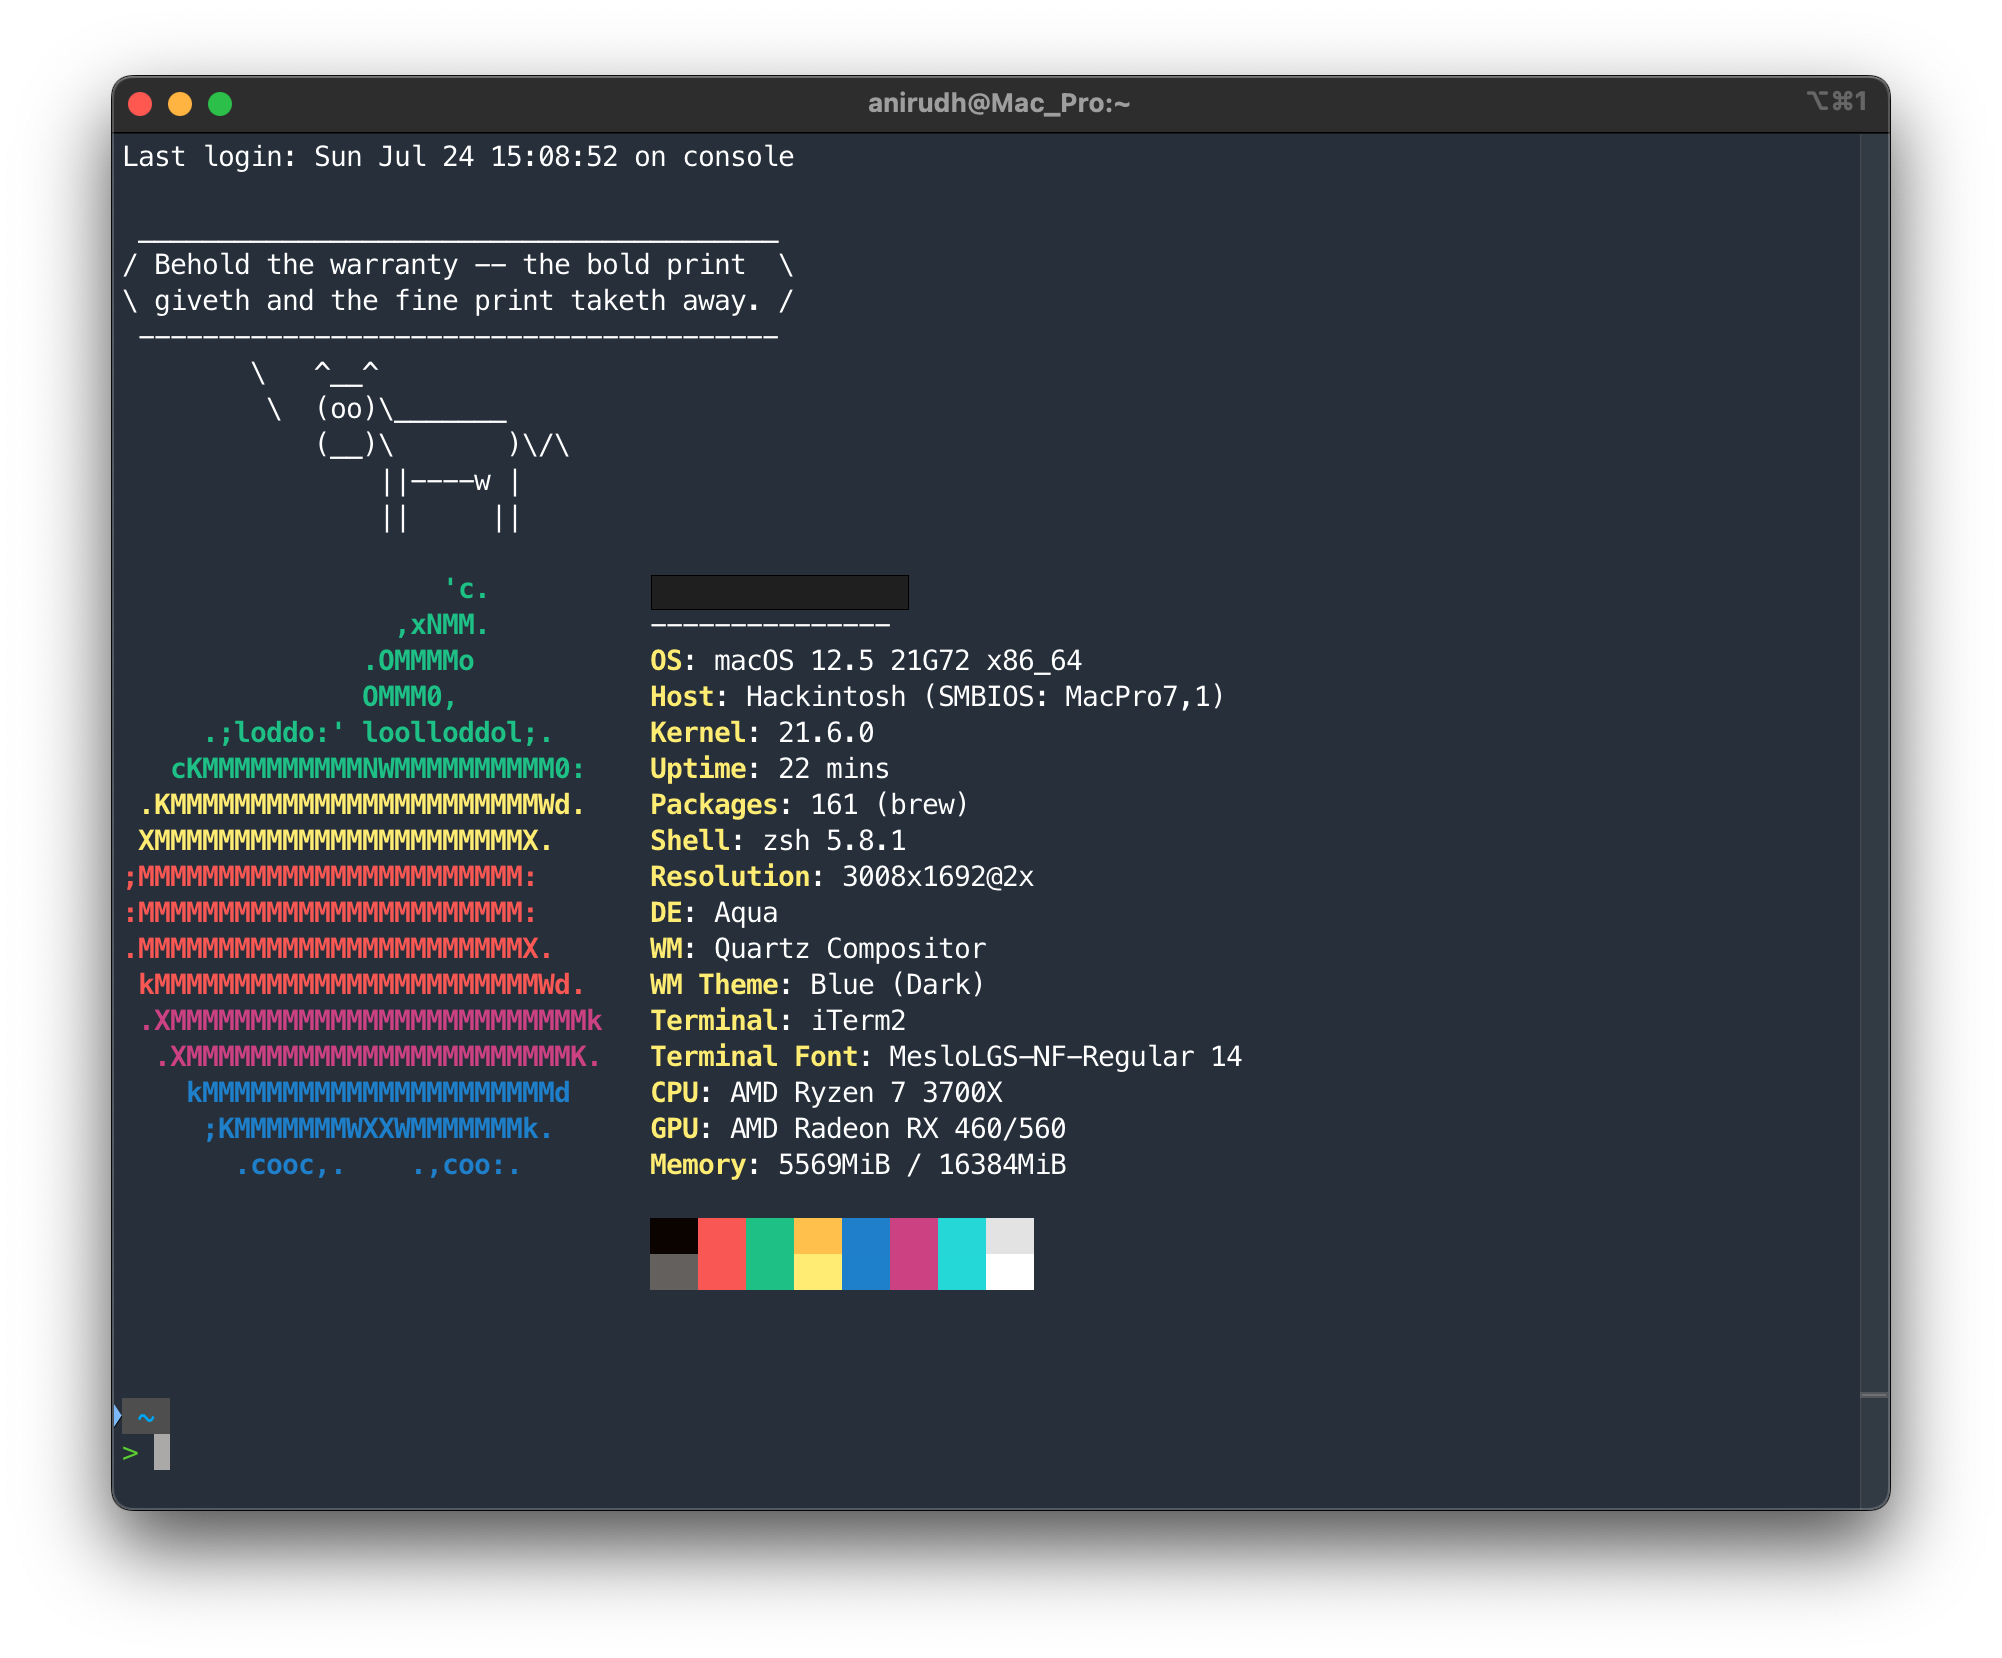 anirudh@Mac_Pro:~
⌥⌘1
Last login: Sun Jul 24 15:08:52 on console
 ________________________________________
/ Behold the warranty -- the bold print  \
\ giveth and the fine print taketh away. /
 ----------------------------------------
        \   ^__^
         \  (oo)\_______
            (__)\       )\/\
                ||----w |
                ||     ||
                    'c.
                 ,xNMM.          ---------------
               .OMMMMo           OS: macOS 12.5 21G72 x86_64
               OMMM0,            Host: Hackintosh (SMBIOS: MacPro7,1)
     .;loddo:' loolloddol;.      Kernel: 21.6.0
   cKMMMMMMMMMMNWMMMMMMMMMM0:    Uptime: 22 mins
 .KMMMMMMMMMMMMMMMMMMMMMMMWd.    Packages: 161 (brew)
 XMMMMMMMMMMMMMMMMMMMMMMMX.      Shell: zsh 5.8.1
;MMMMMMMMMMMMMMMMMMMMMMMM:       Resolution: 3008x1692@2x
:MMMMMMMMMMMMMMMMMMMMMMMM:       DE: Aqua
.MMMMMMMMMMMMMMMMMMMMMMMMX.      WM: Quartz Compositor
 kMMMMMMMMMMMMMMMMMMMMMMMMWd.    WM Theme: Blue (Dark)
 .XMMMMMMMMMMMMMMMMMMMMMMMMMMk   Terminal: iTerm2
  .XMMMMMMMMMMMMMMMMMMMMMMMMK.   Terminal Font: MesloLGS-NF-Regular 14
    kMMMMMMMMMMMMMMMMMMMMMMd     CPU: AMD Ryzen 7 3700X
     ;KMMMMMMMWXXWMMMMMMMk.      GPU: AMD Radeon RX 460/560
       .cooc,.    .,coo:.        Memory: 5569MiB / 16384MiB
~
>